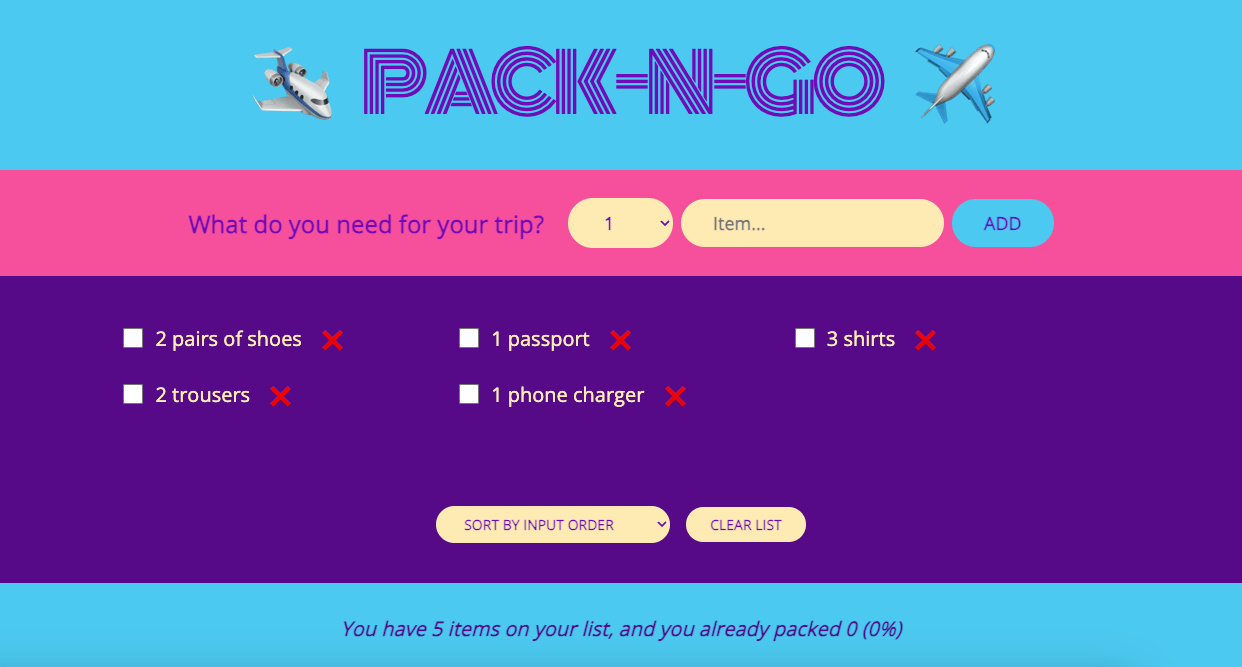 PACK-N-GO
What do you need for your trip? 1 Item... ADD
2 pairs of shoes 1 passport 3 shirts
2 trousers 1 phone charger
SORT BY INPUT ORDER CLEAR LIST
You have 5 items on your list, and you already packed 0 (0%)